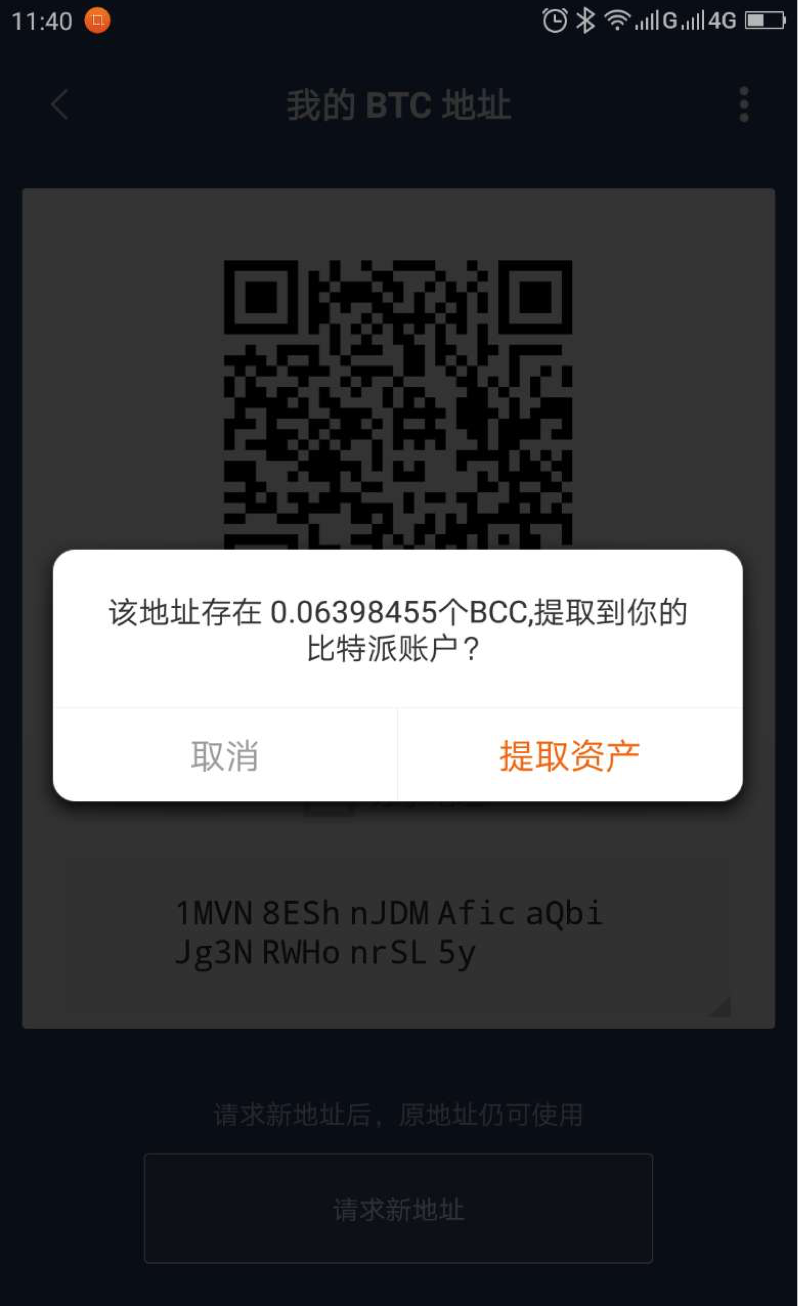 11:40
G 4G
我的 BTC 地址
该地址存在 0.06398455个BCC,提取到你的
比特派账户?
取消
提取资产
1MVN 8ESh nJDM Afic aQbi
Jg3N RWHo nrSL 5y
请求新地址后，原地址仍可使用
请求新地址